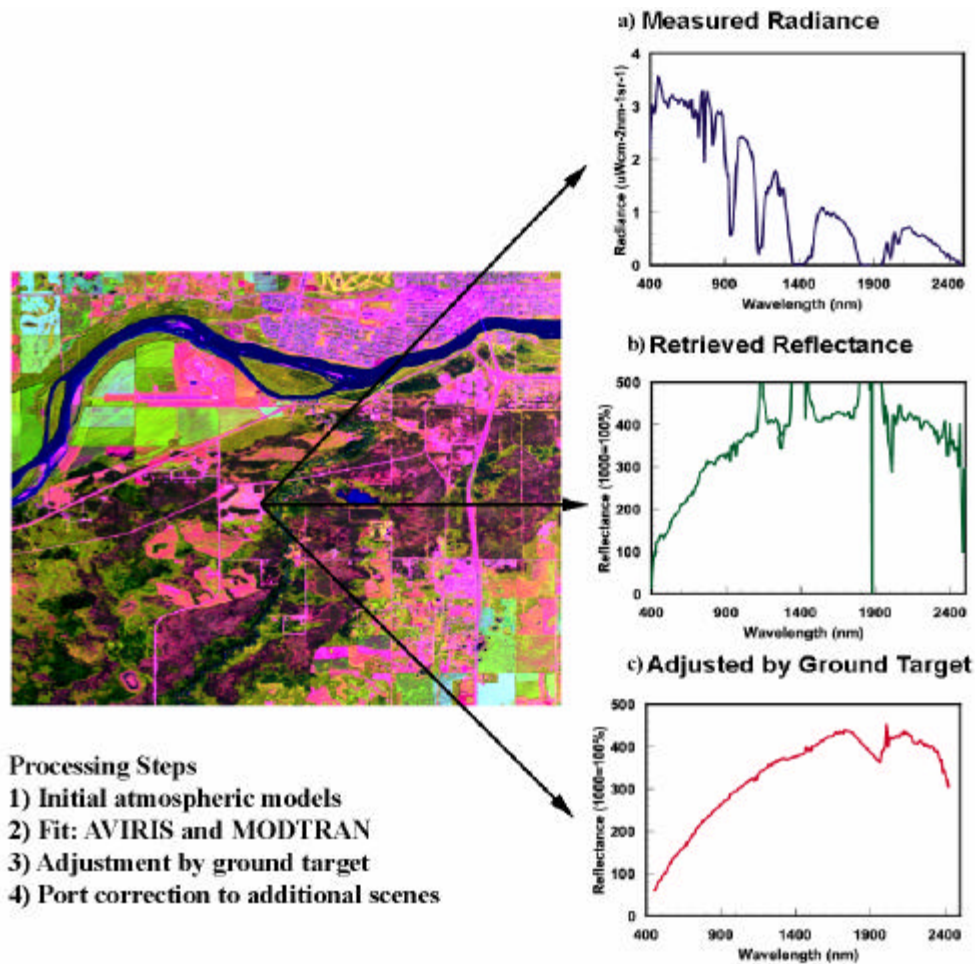 a) Measured Radiance
4
3
2
1
0
Radiance (uWcm-2nm-1sr-1)
400 900 1400 1900 2400
Wavelength (nm)
b) Retrieved Reflectance
500
400
300
200
100
0
Reflectance (1000=100%)
400 900 1400 1900 2400
Wavelength (nm)
c) Adjusted by Ground Target
500
400
300
200
100
0
Reflectance (1000=100%)
400 900 1400 1900 2400
Wavelength (nm)
Processing Steps
1) Initial atmospheric models
2) Fit: AVIRIS and MODTRAN
3) Adjustment by ground target
4) Port correction to additional scenes